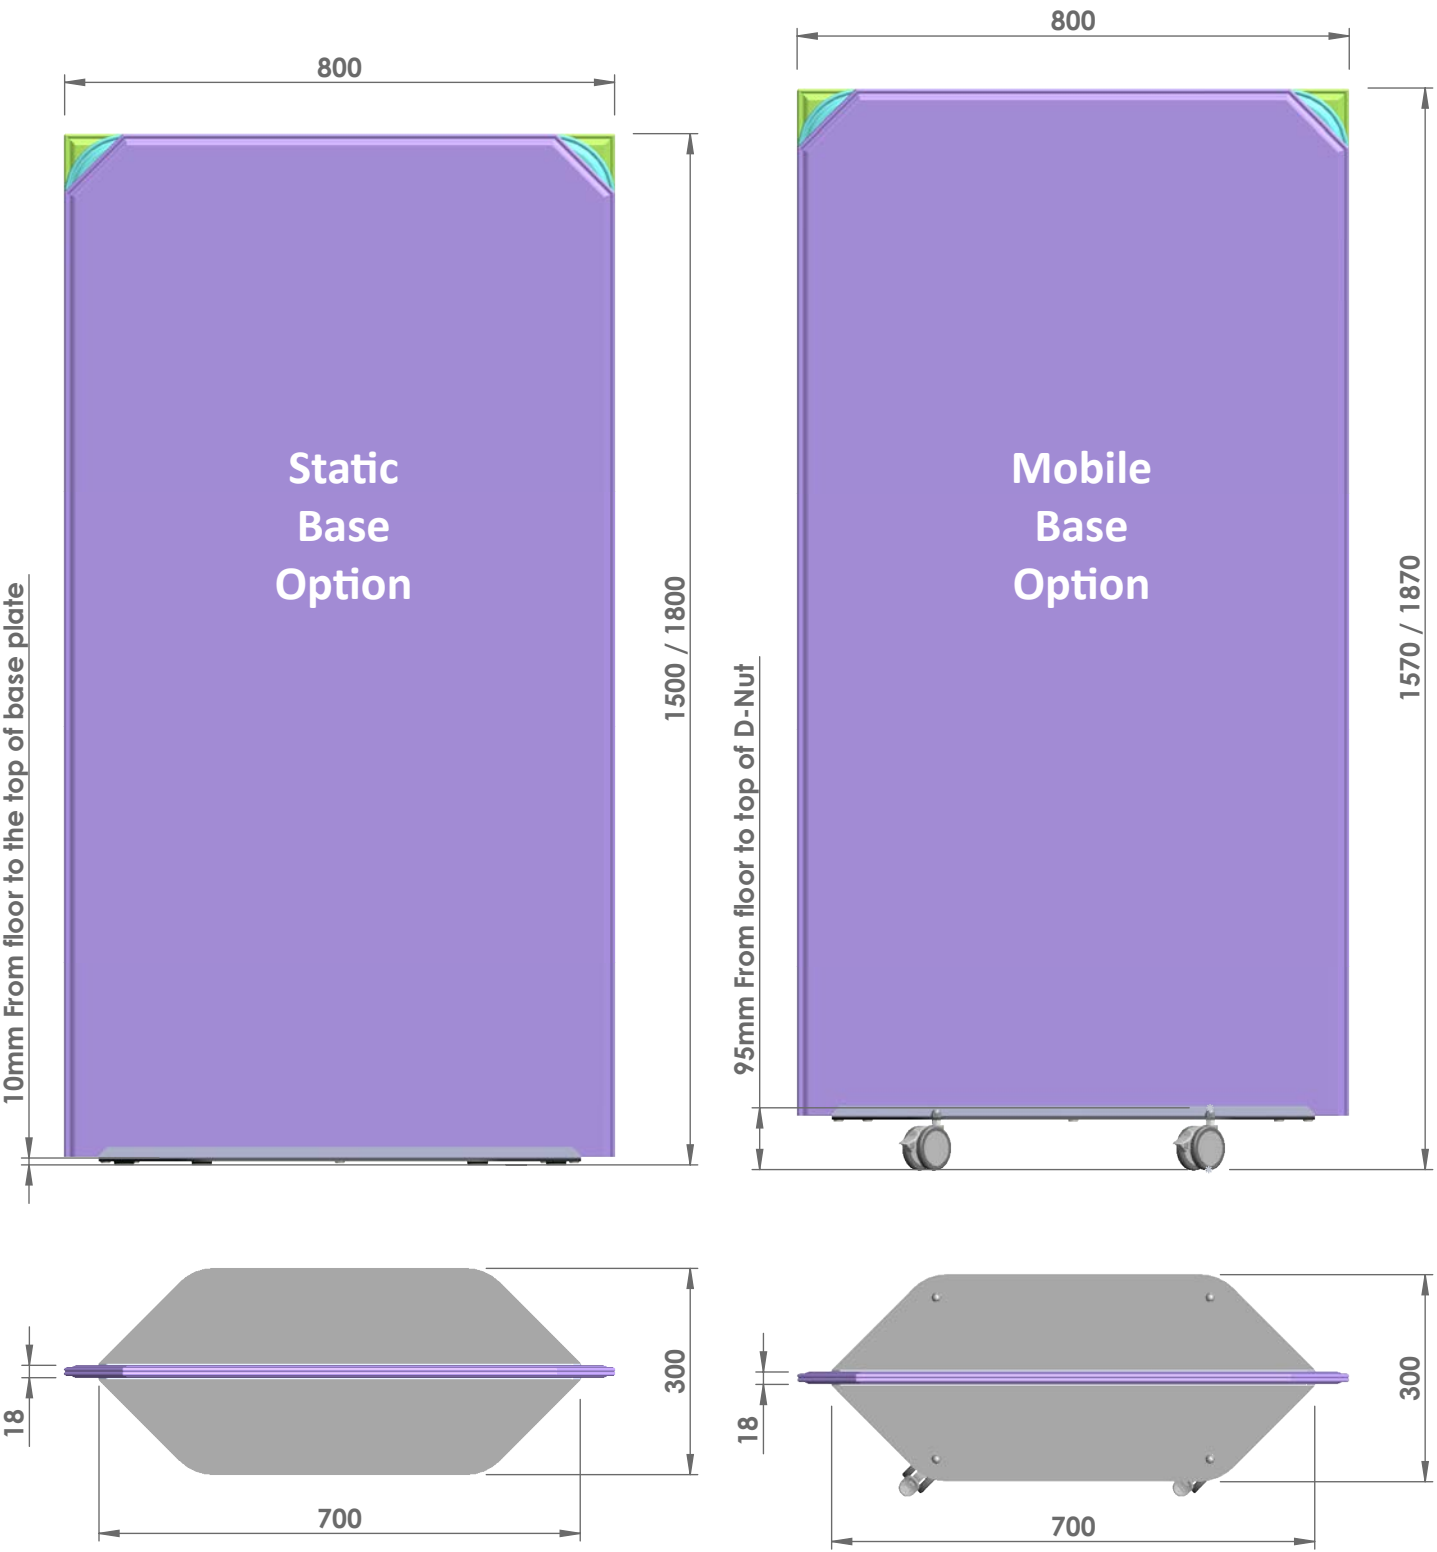 800
Static
Base
Option
10mm From floor to the top of base plate
1500 / 1800
18
300
700
800
Mobile
Base
Option
95mm From floor to top of D-Nut
1570 / 1870
18
300
700